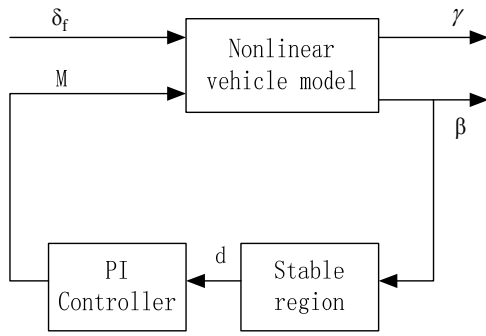 δf
γ
Nonlinear
vehicle model
M
β
d
PI
Controller
Stable
region